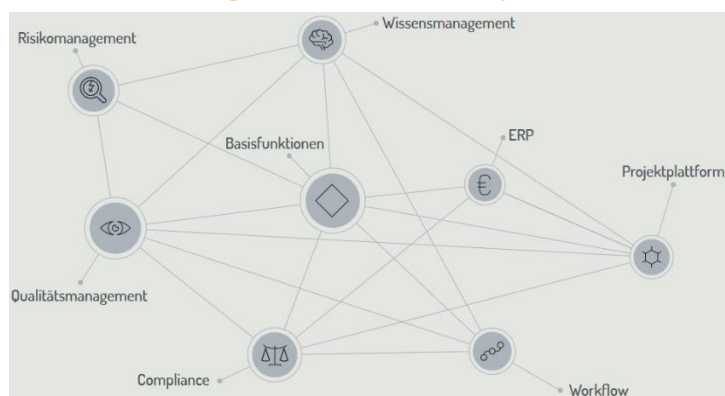 Wissensmanagement
Risikomanagement
Basisfunktionen
ERP
Projektplattform
€
Qualitätsmanagement
Compliance
Workflow